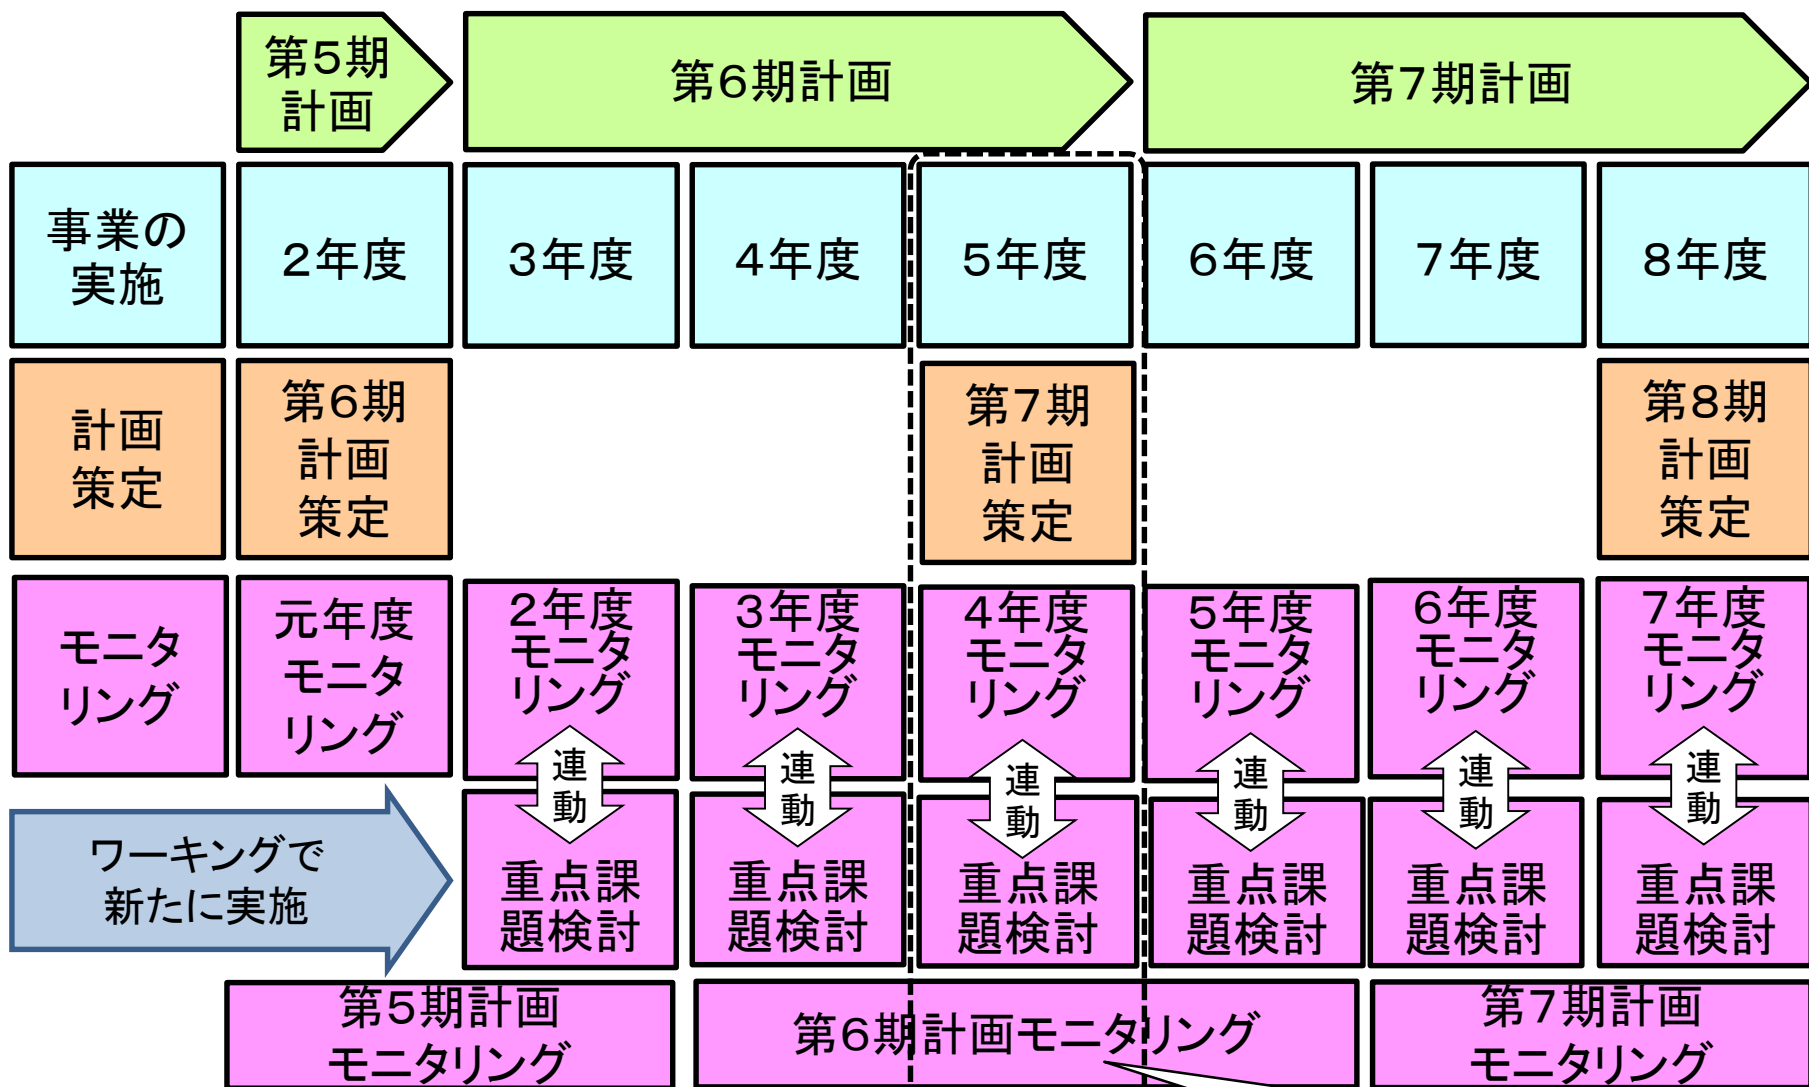 第5期
計画
第6期計画
第7期計画
事業の
実施
2年度
3年度
4年度
5年度
6年度
7年度
8年度
計画
策定
第6期
計画
策定
第7期
計画
策定
第8期
計画
策定
モニタ
リング
元年度
モニタ
リング
2年度
モニタ
リング
3年度
モニタ
リング
4年度
モニタ
リング
5年度
モニタ
リング
6年度
モニタ
リング
7年度
モニタ
リング
連
動
連
動
連
動
連
動
連
動
連
動
ワーキングで
新たに実施
重点課
題検討
重点課
題検討
重点課
題検討
重点課
題検討
重点課
題検討
重点課
題検討
第5期計画
モニタリング
第6期計画モニタリング
第7期計画
モニタリング